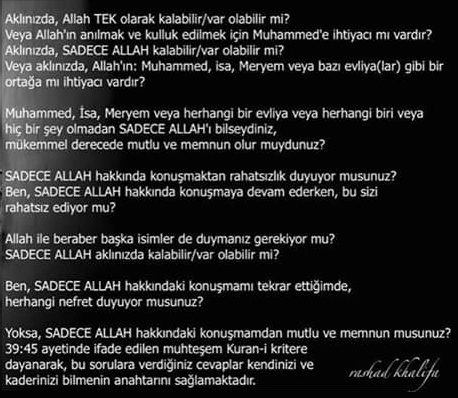 Aklınızda, Allah TEK olarak kalabilir/var olabilir mi?
Veya Allah'ın anılmak ve kulluk edilmek için Muhammed'e ihtiyacı mı vardır?
Aklınızda, SADECE ALLAH kalabilir/var olabilir mi?
Veya aklınızda, Allah'ın: Muhammed, isa, Meryem veya bazı evliya(lar) gibi bir
ortağa mı ihtiyacı vardır?
Muhammed, İsa, Meryem veya herhangi bir evliya veya herhangi biri veya
hiç bir şey olmadan SADECE ALLAH'ı bilseydiniz,
mükemmel derecede mutlu ve memnun olur muydunuz?
SADECE ALLAH hakkında konuşmaktan rahatsızlık duyuyor musunuz?
Ben, SADECE ALLAH hakkında konuşmaya devam ederken, bu sizi
rahatsız ediyor mu?
Allah ile beraber başka isimler de duymanız gerekiyor mu?
SADECE ALLAH aklınızda kalabilir/var olabilir mi?
Ben, SADECE ALLAH hakkındaki konuşmamı tekrar ettiğimde,
herhangi nefret duyuyor musunuz?
Yoksa, SADECE ALLAH hakkındaki konuşmamdan mutlu ve memnun musunuz?
39:45 ayetinde ifade edilen muhteşem Kuran-i kritere
dayanarak, bu sorulara verdiğiniz cevaplar kendinizi ve
kaderinizi bilmenin anahtarını sağlamaktadır.
rashad khalifa